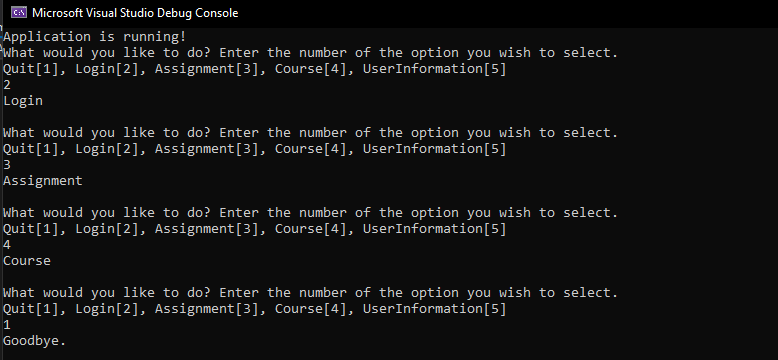 Microsoft Visual Studio Debug Console
Application is running!
What would you like to do? Enter the number of the option you wish to select.
Quit[1], Login[2], Assignment[3], Course[4], UserInformation[5]
2
Login
What would you like to do? Enter the number of the option you wish to select.
Quit[1], Login[2], Assignment[3], Course[4], UserInformation[5]
3
Assignment
What would you like to do? Enter the number of the option you wish to select.
Quit[1], Login[2], Assignment[3], Course[4], UserInformation[5]
4
Course
What would you like to do? Enter the number of the option you wish to select.
Quit[1], Login[2], Assignment[3], Course[4], UserInformation[5]
1
Goodbye.